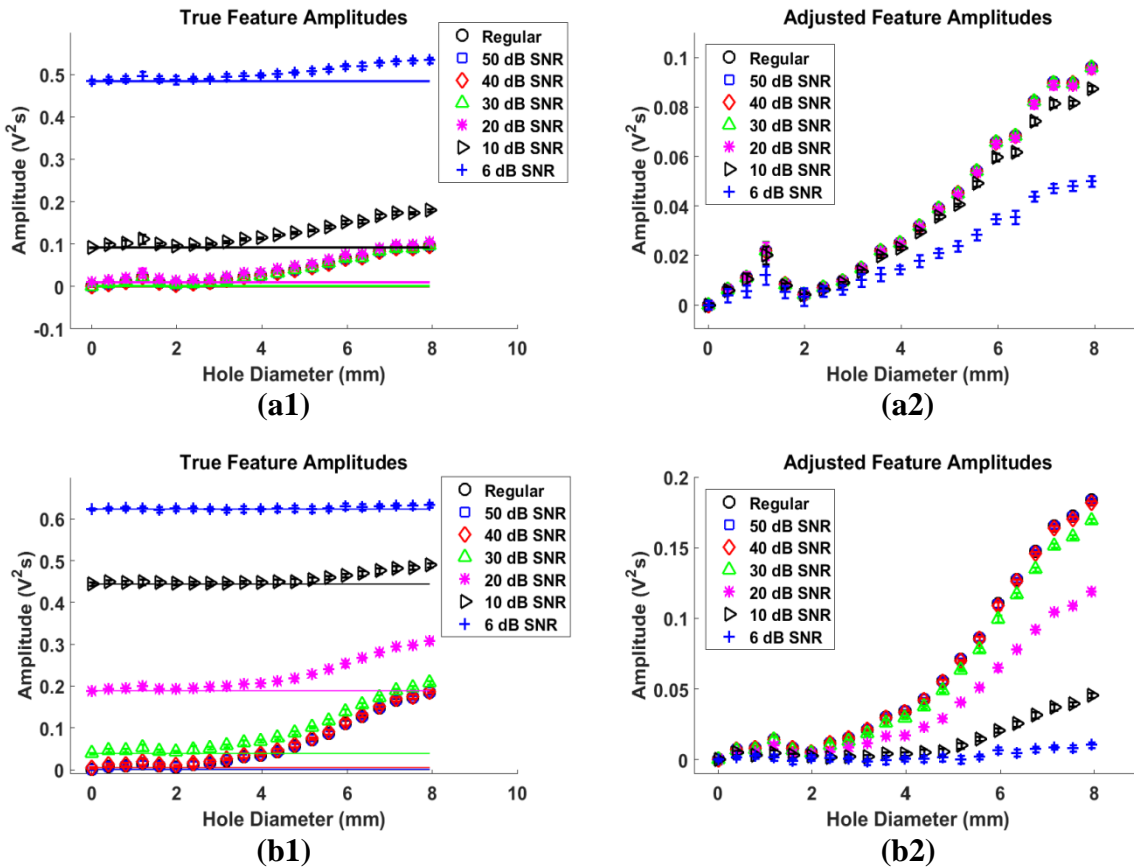 True Feature Amplitudes
Amplitude (V²s)
0.5
0.4
0.3
0.2
0.1
0
-0.1
0 2 4 6 8 10
Hole Diameter (mm)
Regular
50 dB SNR
40 dB SNR
30 dB SNR
20 dB SNR
10 dB SNR
6 dB SNR
(a1)
Adjusted Feature Amplitudes
Amplitude (V²s)
0.1
0.08
0.06
0.04
0.02
0
0 2 4 6 8
Hole Diameter (mm)
Regular
50 dB SNR
40 dB SNR
30 dB SNR
20 dB SNR
10 dB SNR
6 dB SNR
(a2)
True Feature Amplitudes
Amplitude (V²s)
0.6
0.5
0.4
0.3
0.2
0.1
0
0 2 4 6 8 10
Hole Diameter (mm)
Regular
50 dB SNR
40 dB SNR
30 dB SNR
20 dB SNR
10 dB SNR
6 dB SNR
(b1)
Adjusted Feature Amplitudes
Amplitude (V²s)
0.2
0.15
0.1
0.05
0
0 2 4 6 8
Hole Diameter (mm)
Regular
50 dB SNR
40 dB SNR
30 dB SNR
20 dB SNR
10 dB SNR
6 dB SNR
(b2)